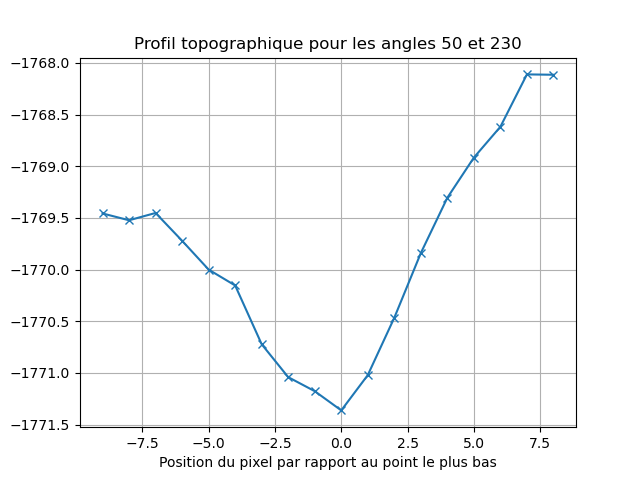 Profil topographique pour les angles 50 et 230
−1768.0
−1768.5
−1769.0
−1769.5
−1770.0
−1770.5
−1771.0
−1771.5
−7.5 −5.0 −2.5 0.0 2.5 5.0 7.5
Position du pixel par rapport au point le plus bas